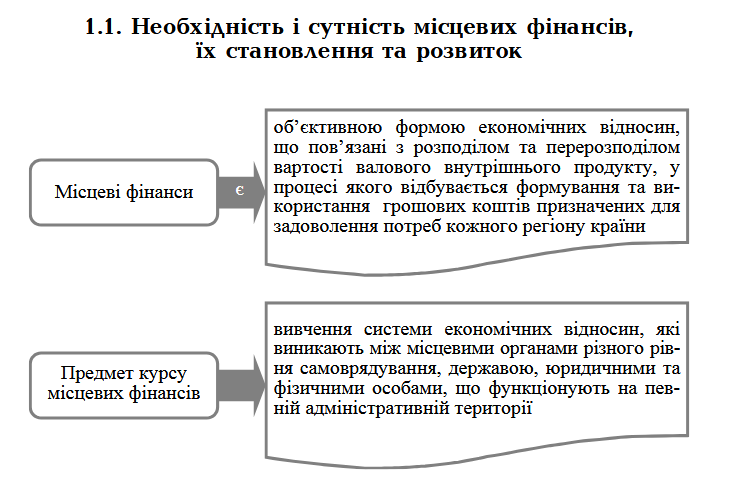 1.1. Необхідність і сутність місцевих фінансів,
їх становлення та розвиток
Місцеві фінанси
є
об’єктивною формою економічних відносин,
що пов’язані з розподілом та перерозподілом
вартості валового внутрішнього продукту, у
процесі якого відбувається формування та ви-
користання грошових коштів призначених для
задоволення потреб кожного регіону країни
Предмет курсу
місцевих фінансів
вивчення системи економічних відносин, які
виникають між місцевими органами різного рів-
ня самоврядування, державою, юридичними та
фізичними особами, що функціонують на пев-
ній адміністративній території